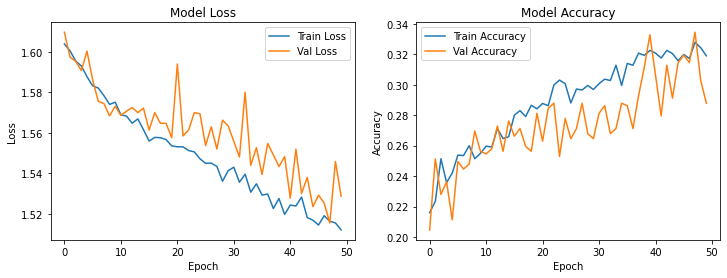 Model Loss
Train Loss
Val Loss
1.60
1.58
1.56
1.54
1.52
Loss
0 10 20 30 40 50
Epoch
Model Accuracy
Train Accuracy
Val Accuracy
0.34
0.32
0.30
0.28
0.26
0.24
0.22
0.20
Accuracy
0 10 20 30 40 50
Epoch